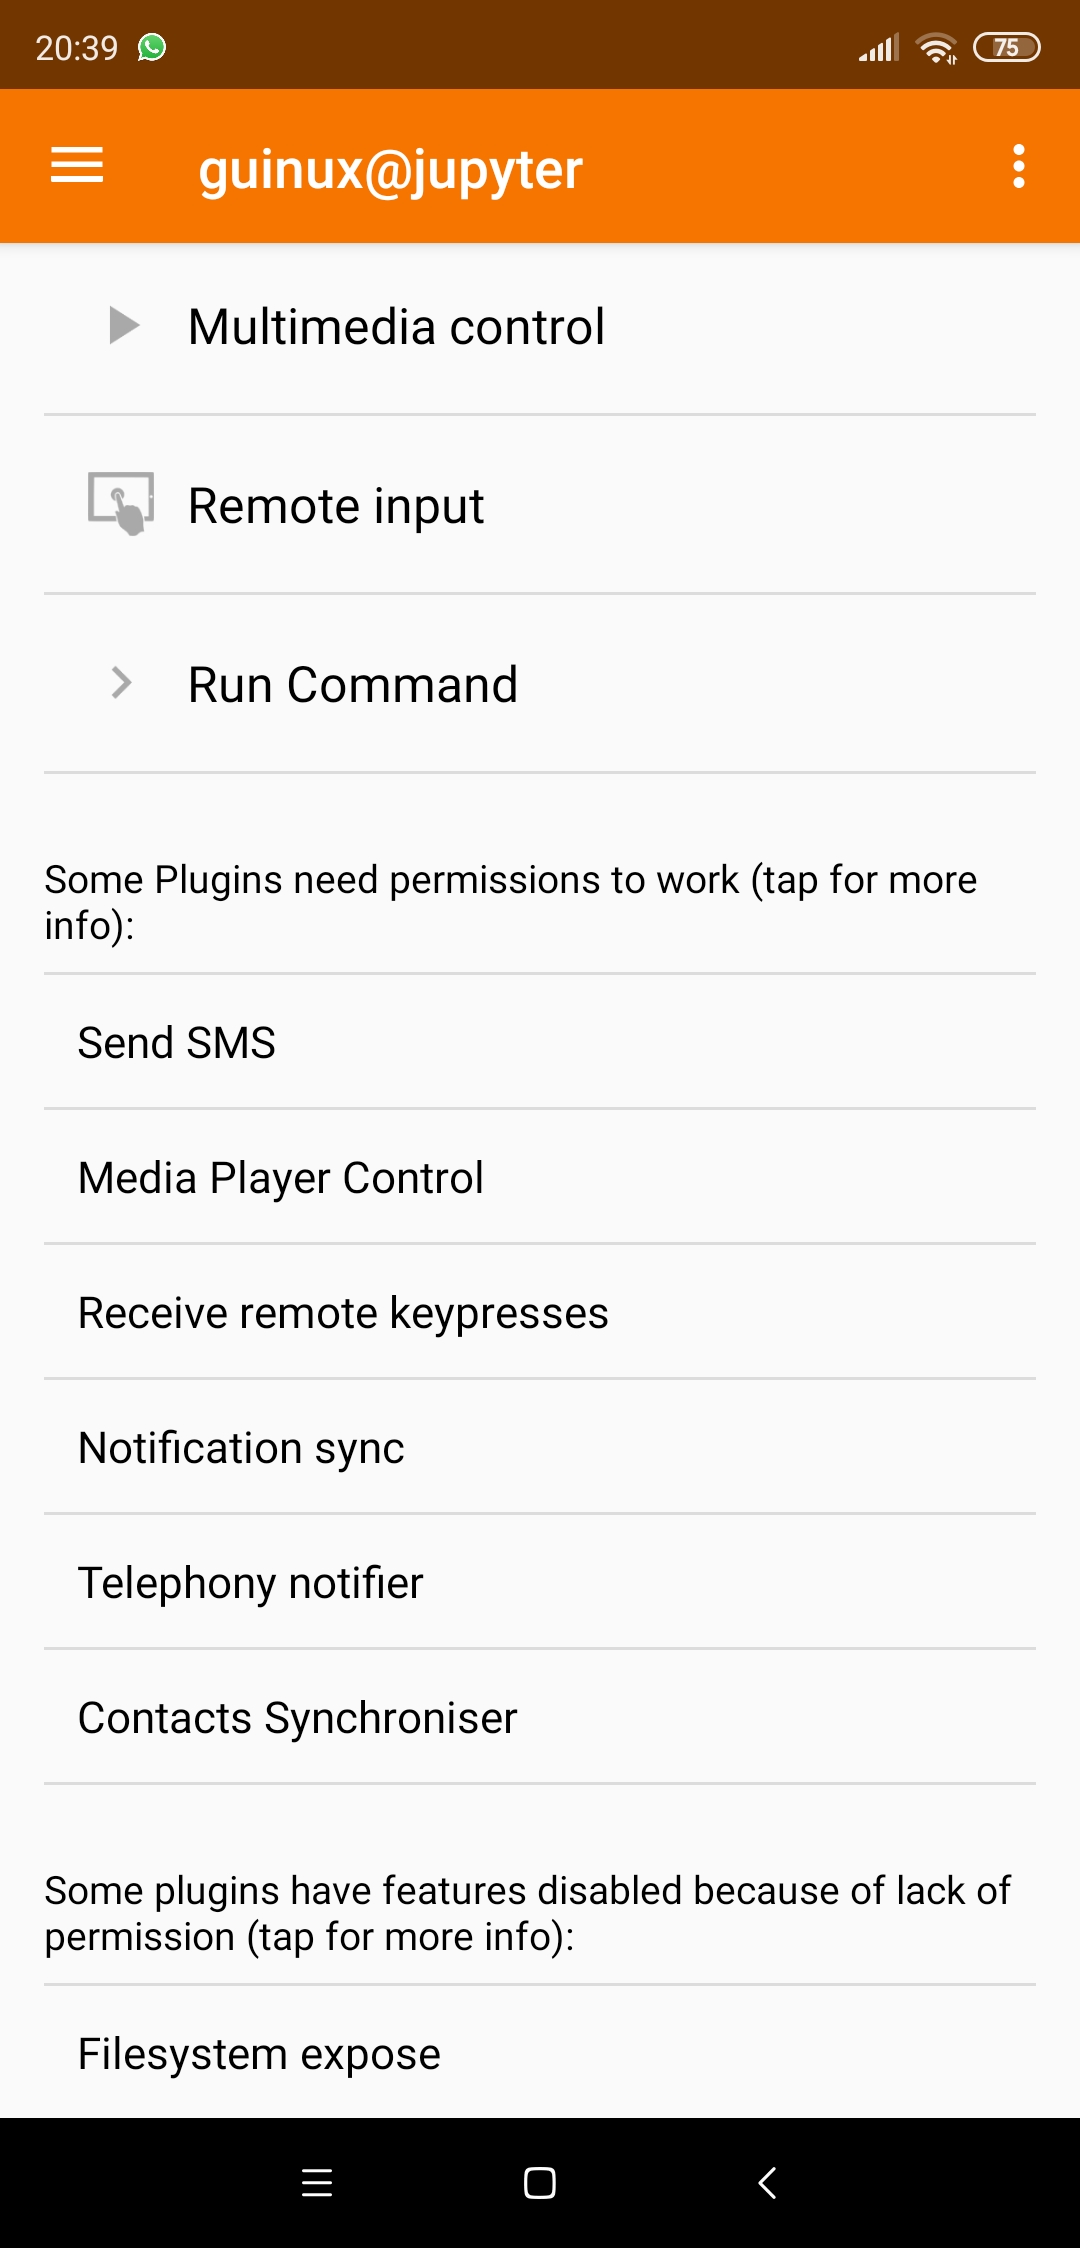 20:39
75
guinux@jupyter
Multimedia control
Remote input
Run Command
Some Plugins need permissions to work (tap for more
info):
Send SMS
Media Player Control
Receive remote keypresses
Notification sync
Telephony notifier
Contacts Synchroniser
Some plugins have features disabled because of lack of
permission (tap for more info):
Filesystem expose